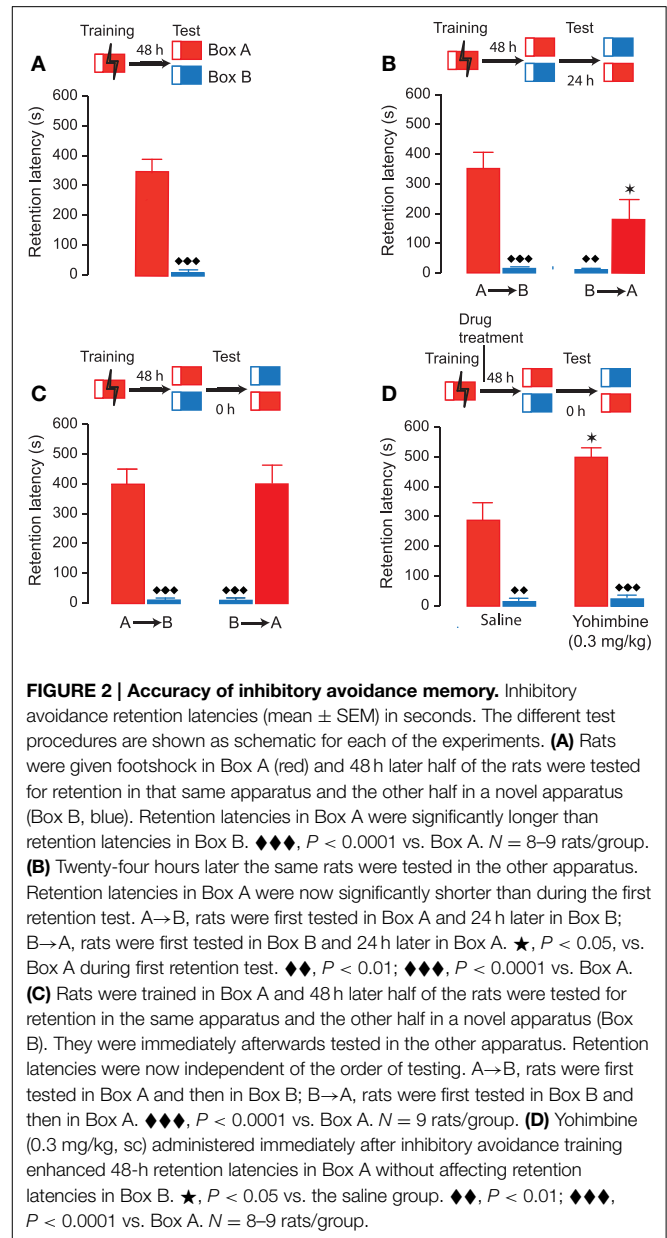 Training Test
48 h
A
Box A
Box B
Retention latency (s)
600
500
400
300
200
100
0
♦♦♦
Test
B
48 h
24 h
Retention latency (s)
600
500
400
300
200
100
0
♦♦♦
♦♦
✶
A→B B→A
Training Test
C
48 h
0 h
Retention latency (s)
600
500
400
300
200
100
0
♦♦♦ ♦♦♦
A→B B→A
Drug
treatment
Training Test
D
48 h
0 h
Retention latency (s)
600
500
400
300
200
100
0
♦♦
✶
♦♦♦
Saline Yohimbine
(0.3 mg/kg)
FIGURE 2 | Accuracy of inhibitory avoidance memory. Inhibitory
avoidance retention latencies (mean ± SEM) in seconds. The different test
procedures are shown as schematic for each of the experiments. (A) Rats
were given footshock in Box A (red) and 48 h later half of the rats were tested
for retention in that same apparatus and the other half in a novel apparatus
(Box B, blue). Retention latencies in Box A were significantly longer than
retention latencies in Box B. ♦♦♦, P < 0.0001 vs. Box A. N = 8–9 rats/group.
(B) Twenty-four hours later the same rats were tested in the other apparatus.
Retention latencies in Box A were now significantly shorter than during the first
retention test. A→B, rats were first tested in Box A and 24 h later in Box B;
B→A, rats were first tested in Box B and 24 h later in Box A. ★, P < 0.05, vs.
Box A during first retention test. ♦♦, P < 0.01; ♦♦♦, P < 0.0001 vs. Box A.
(C) Rats were trained in Box A and 48 h later half of the rats were tested for
retention in the same apparatus and the other half in a novel apparatus (Box
B). They were immediately afterwards tested in the other apparatus. Retention
latencies were now independent of the order of testing. A→B, rats were first
tested in Box A and then in Box B; B→A, rats were first tested in Box B and
then in Box A. ♦♦♦, P < 0.0001 vs. Box A. N = 9 rats/group. (D) Yohimbine
(0.3 mg/kg, sc) administered immediately after inhibitory avoidance training
enhanced 48-h retention latencies in Box A without affecting retention
latencies in Box B. ★, P < 0.05 vs. the saline group. ♦♦, P < 0.01; ♦♦♦,
P < 0.0001 vs. Box A. N = 8–9 rats/group.